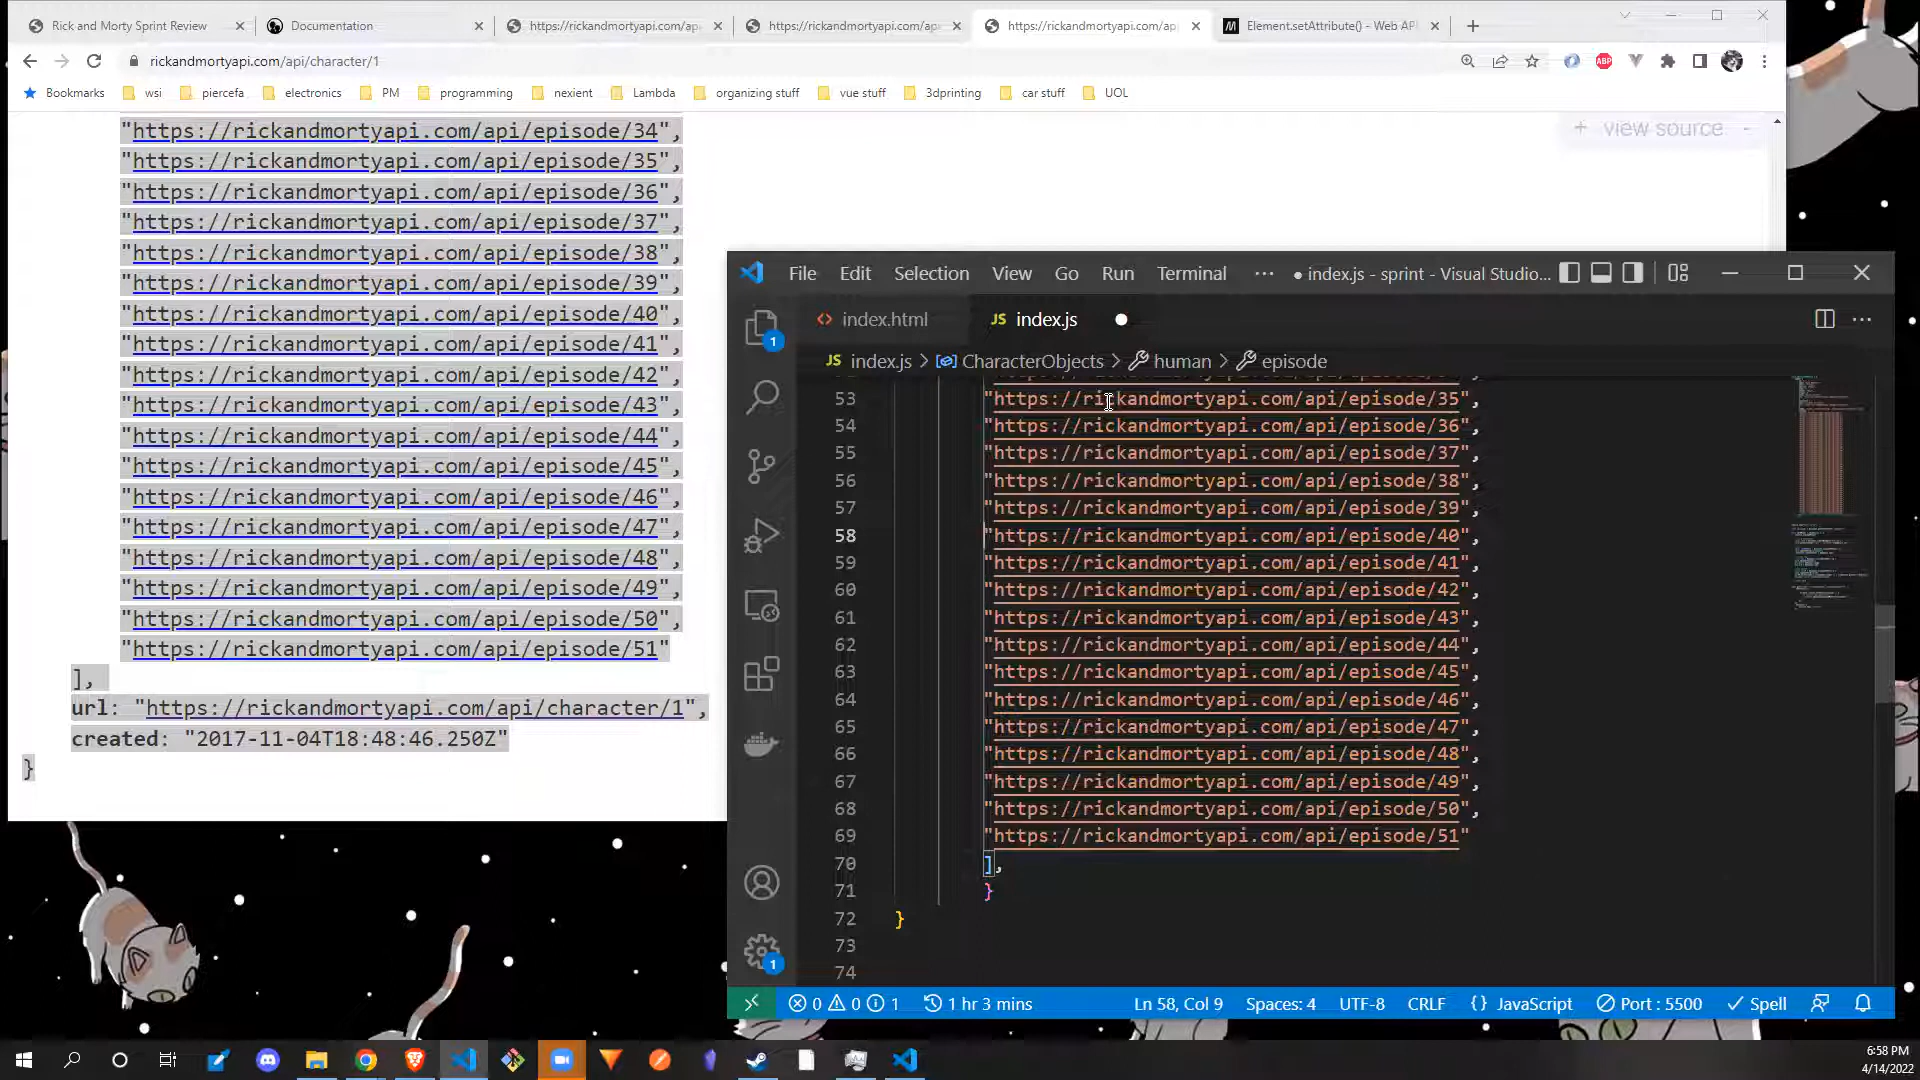 Rick and Morty Sprint Review
Documentation
https://rickandmortyapi.com/ap
https://rickandmortyapi.com/ap
https://rickandmortyapi.com/ap
Element.setAttribute() - Web AP
rickandmortyapi.com/api/character/1
ABP
Bookmarks wsi piercefa electronics PM programming nexient Lambda organizing stuff vue stuff 3dprinting car stuff UOL
+ view source -
"https://rickandmortyapi.com/api/episode/34",
"https://rickandmortyapi.com/api/episode/35",
"https://rickandmortyapi.com/api/episode/36",
"https://rickandmortyapi.com/api/episode/37",
"https://rickandmortyapi.com/api/episode/38",
"https://rickandmortyapi.com/api/episode/39",
"https://rickandmortyapi.com/api/episode/40",
"https://rickandmortyapi.com/api/episode/41",
"https://rickandmortyapi.com/api/episode/42",
"https://rickandmortyapi.com/api/episode/43",
"https://rickandmortyapi.com/api/episode/44",
"https://rickandmortyapi.com/api/episode/45",
"https://rickandmortyapi.com/api/episode/46",
"https://rickandmortyapi.com/api/episode/47",
"https://rickandmortyapi.com/api/episode/48",
"https://rickandmortyapi.com/api/episode/49",
"https://rickandmortyapi.com/api/episode/50",
"https://rickandmortyapi.com/api/episode/51"
],
url: "https://rickandmortyapi.com/api/character/1",
created: "2017-11-04T18:48:46.250Z"
}
File Edit Selection View Go Run Terminal ··· ● index.js - sprint - Visual Studio...
<> index.html
JS index.js ●
JS index.js > CharacterObjects > human > episode
1
53 "https://rickandmortyapi.com/api/episode/35",
54 "https://rickandmortyapi.com/api/episode/36",
55 "https://rickandmortyapi.com/api/episode/37",
56 "https://rickandmortyapi.com/api/episode/38",
57 "https://rickandmortyapi.com/api/episode/39",
58 "https://rickandmortyapi.com/api/episode/40",
59 "https://rickandmortyapi.com/api/episode/41",
60 "https://rickandmortyapi.com/api/episode/42",
61 "https://rickandmortyapi.com/api/episode/43",
62 "https://rickandmortyapi.com/api/episode/44",
63 "https://rickandmortyapi.com/api/episode/45",
64 "https://rickandmortyapi.com/api/episode/46",
65 "https://rickandmortyapi.com/api/episode/47",
66 "https://rickandmortyapi.com/api/episode/48",
67 "https://rickandmortyapi.com/api/episode/49",
68 "https://rickandmortyapi.com/api/episode/50",
69 "https://rickandmortyapi.com/api/episode/51"
70 ],
71 }
72 }
73
74
1
0 0 1 1 hr 3 mins Ln 58, Col 9 Spaces: 4 UTF-8 CRLF {} JavaScript Port : 5500 Spell
6:58 PM
4/14/2022